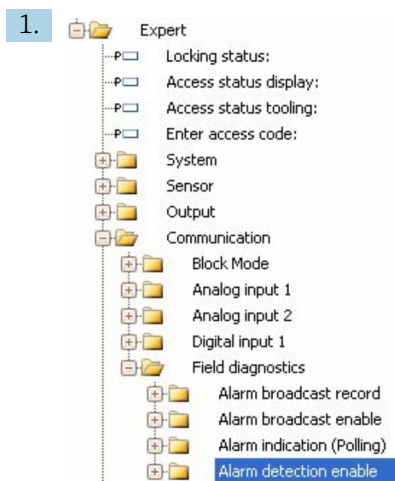 1.
Expert
Locking status:
Access status display:
Access status tooling:
Enter access code:
System
Sensor
Output
Communication
Block Mode
Analog input 1
Analog input 2
Digital input 1
Field diagnostics
Alarm broadcast record
Alarm broadcast enable
Alarm indication (Polling)
Alarm detection enable